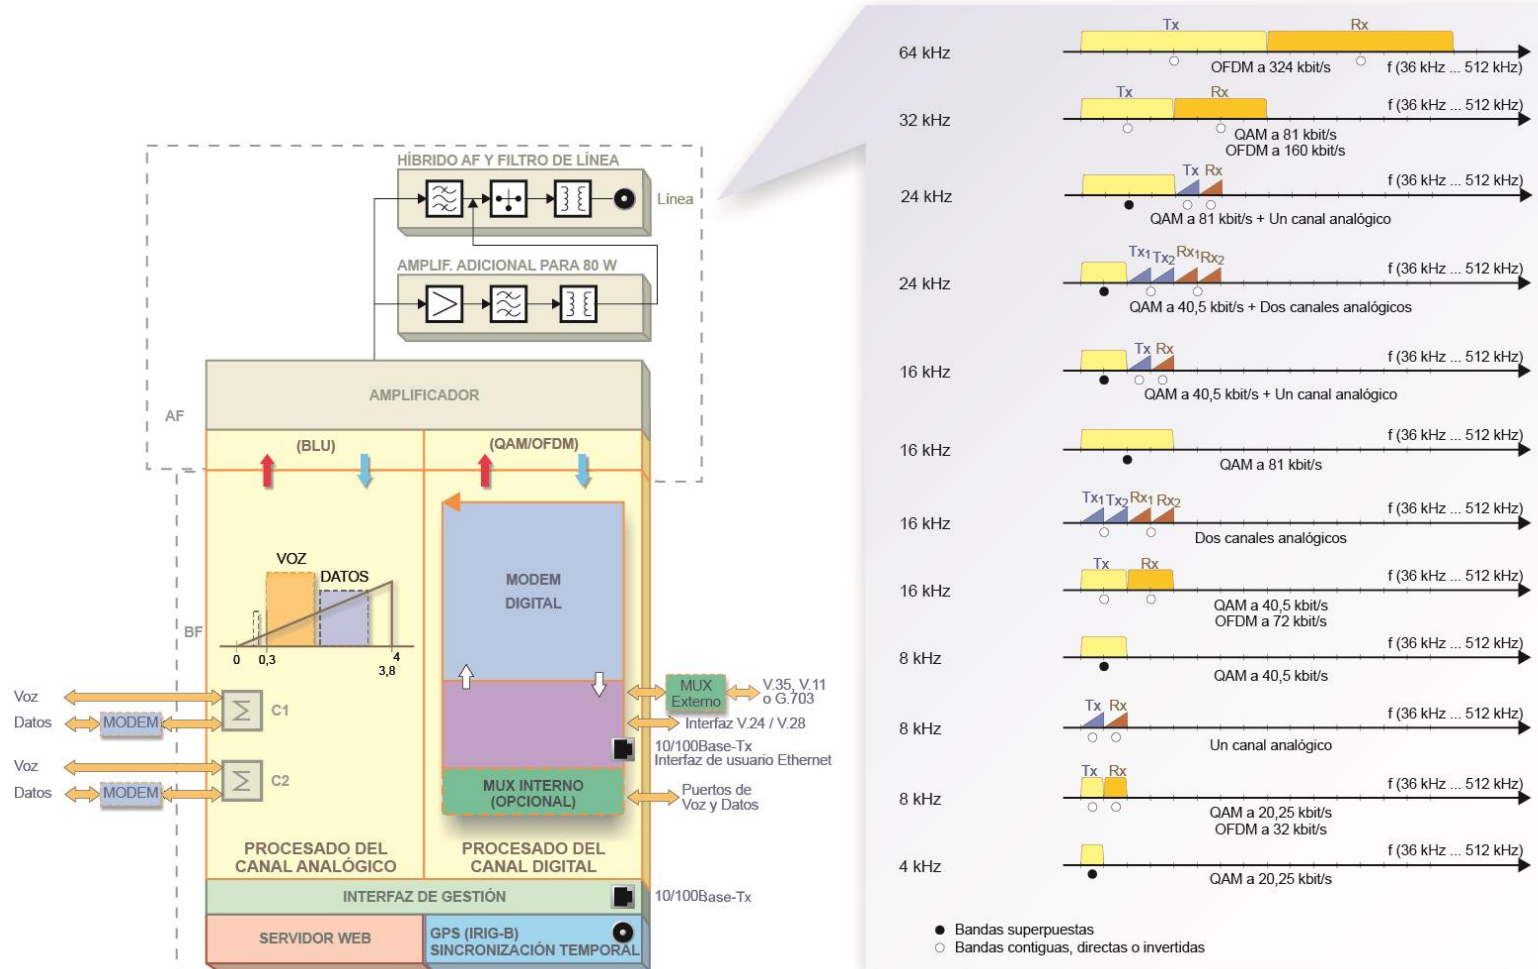 HÍBRIDO AF Y FILTRO DE LÍNEA
Línea
AMPLIF. ADICIONAL PARA 80 W
AMPLIFICADOR
AF
(BLU)
(QAM/OFDM)
BF
VOZ
DATOS
0
0,3
4
3,8
MODEM
DIGITAL
Voz
Datos
MODEM
Σ
C1
Voz
Datos
MODEM
Σ
C2
MUX
Externo
V.35, V.11
o G.703
Interfaz V.24 / V.28
10/100Base-Tx
Interfaz de usuario Ethernet
MUX INTERNO
(OPCIONAL)
Puertos de
Voz y Datos
PROCESADO DEL
CANAL ANALÓGICO
PROCESADO DEL
CANAL DIGITAL
INTERFAZ DE GESTIÓN
10/100Base-Tx
SERVIDOR WEB
GPS (IRIG-B)
SINCRONIZACIÓN TEMPORAL
Tx Rx
64 kHz
OFDM a 324 kbit/s
f (36 kHz ... 512 kHz)
Tx Rx
f (36 kHz ... 512 kHz)
32 kHz
QAM a 81 kbit/s
OFDM a 160 kbit/s
Tx Rx
f (36 kHz ... 512 kHz)
24 kHz
QAM a 81 kbit/s + Un canal analógico
Tx1 Tx2 Rx1 Rx2
f (36 kHz ... 512 kHz)
24 kHz
QAM a 40,5 kbit/s + Dos canales analógicos
Tx Rx
f (36 kHz ... 512 kHz)
16 kHz
QAM a 40,5 kbit/s + Un canal analógico
f (36 kHz ... 512 kHz)
16 kHz
QAM a 81 kbit/s
Tx1 Tx2 Rx1 Rx2
f (36 kHz ... 512 kHz)
16 kHz
Dos canales analógicos
Tx Rx
f (36 kHz ... 512 kHz)
16 kHz
QAM a 40,5 kbit/s
OFDM a 72 kbit/s
f (36 kHz ... 512 kHz)
8 kHz
QAM a 40,5 kbit/s
Tx Rx
f (36 kHz ... 512 kHz)
8 kHz
Un canal analógico
Tx Rx
f (36 kHz ... 512 kHz)
8 kHz
QAM a 20,25 kbit/s
OFDM a 32 kbit/s
f (36 kHz ... 512 kHz)
4 kHz
QAM a 20,25 kbit/s
Bandas superpuestas
Bandas contiguas, directas o invertidas